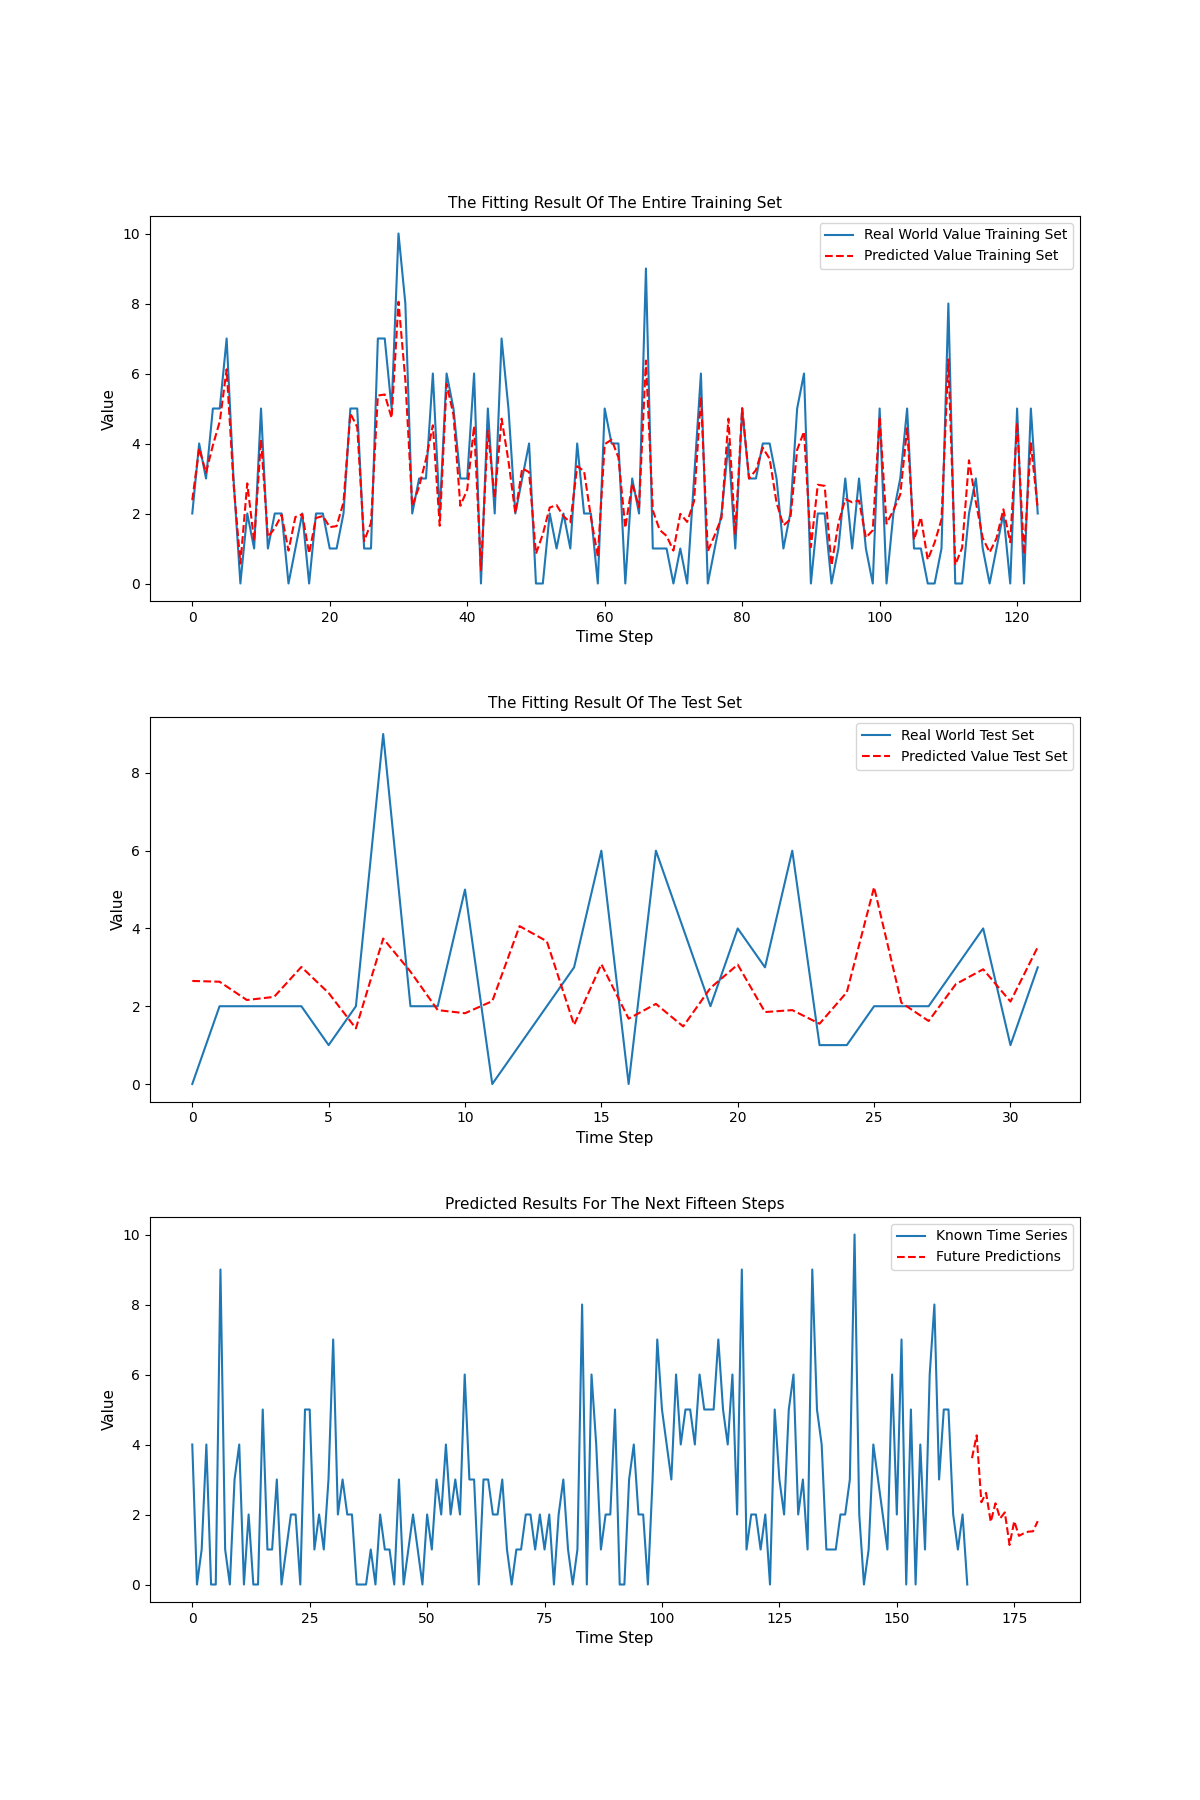 The Fitting Result Of The Entire Training Set
Real World Value Training Set
Predicted Value Training Set
Value
10
8
6
4
2
0
0 20 40 60 80 100 120
Time Step
The Fitting Result Of The Test Set
Real World Test Set
Predicted Value Test Set
Value
8
6
4
2
0
0 5 10 15 20 25 30
Time Step
Predicted Results For The Next Fifteen Steps
Known Time Series
Future Predictions
Value
10
8
6
4
2
0
0 25 50 75 100 125 150 175
Time Step